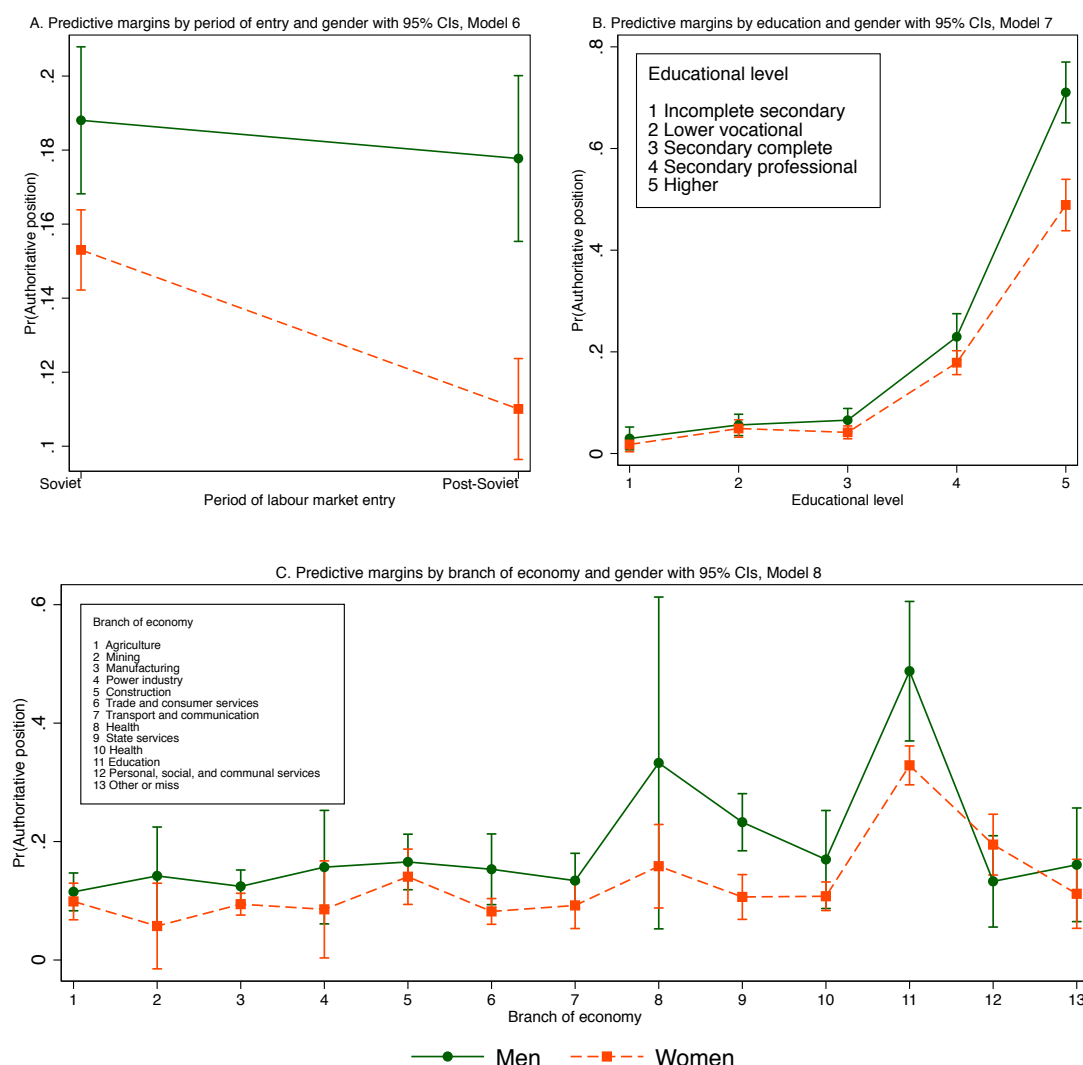 A. Predictive margins by period of entry and gender with 95% CIs, Model 6
Pr(Authoritative position)
.2
.18
.16
.14
.12
.1
Soviet
Post-Soviet
Period of labour market entry
B. Predictive margins by education and gender with 95% CIs, Model 7
Pr(Authoritative position)
.8
.6
.4
.2
0
Educational level
1 Incomplete secondary
2 Lower vocational
3 Secondary complete
4 Secondary professional
5 Higher
1 2 3 4 5
Educational level
C. Predictive margins by branch of economy and gender with 95% CIs, Model 8
Pr(Authoritative position)
.6
.4
.2
0
Branch of economy
1 Agriculture
2 Mining
3 Manufacturing
4 Power industry
5 Construction
6 Trade and consumer services
7 Transport and communication
8 Health
9 State services
10 Health
11 Education
12 Personal, social, and communal services
13 Other or miss
1 2 3 4 5 6 7 8 9 10 11 12 13
Branch of economy
Men Women